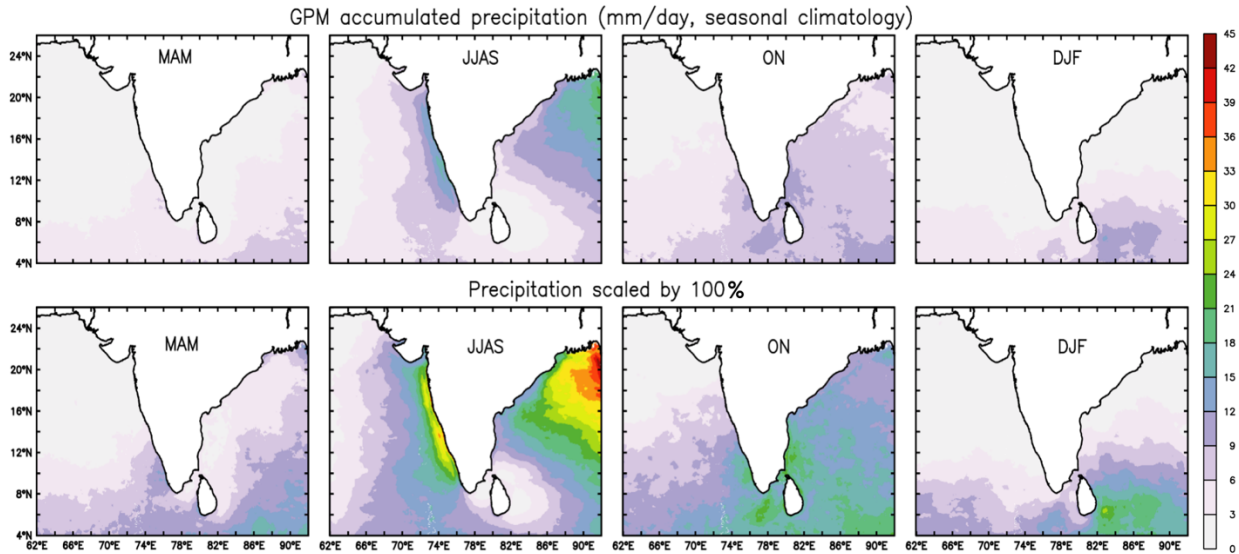 GPM accumulated precipitation (mm/day, seasonal climatology)
MAM JJAS ON DJF
24°N
20°N
16°N
12°N
8°N
4°N
Precipitation scaled by 100%
MAM JJAS ON DJF
24°N
20°N
16°N
12°N
8°N
4°N
62°E 66°E 70°E 74°E 78°E 82°E 86°E 90°E 62°E 66°E 70°E 74°E 78°E 82°E 86°E 90°E 62°E 66°E 70°E 74°E 78°E 82°E 86°E 90°E 62°E 66°E 70°E 74°E 78°E 82°E 86°E 90°E
45
42
39
36
33
30
27
24
21
18
15
12
9
6
3
0